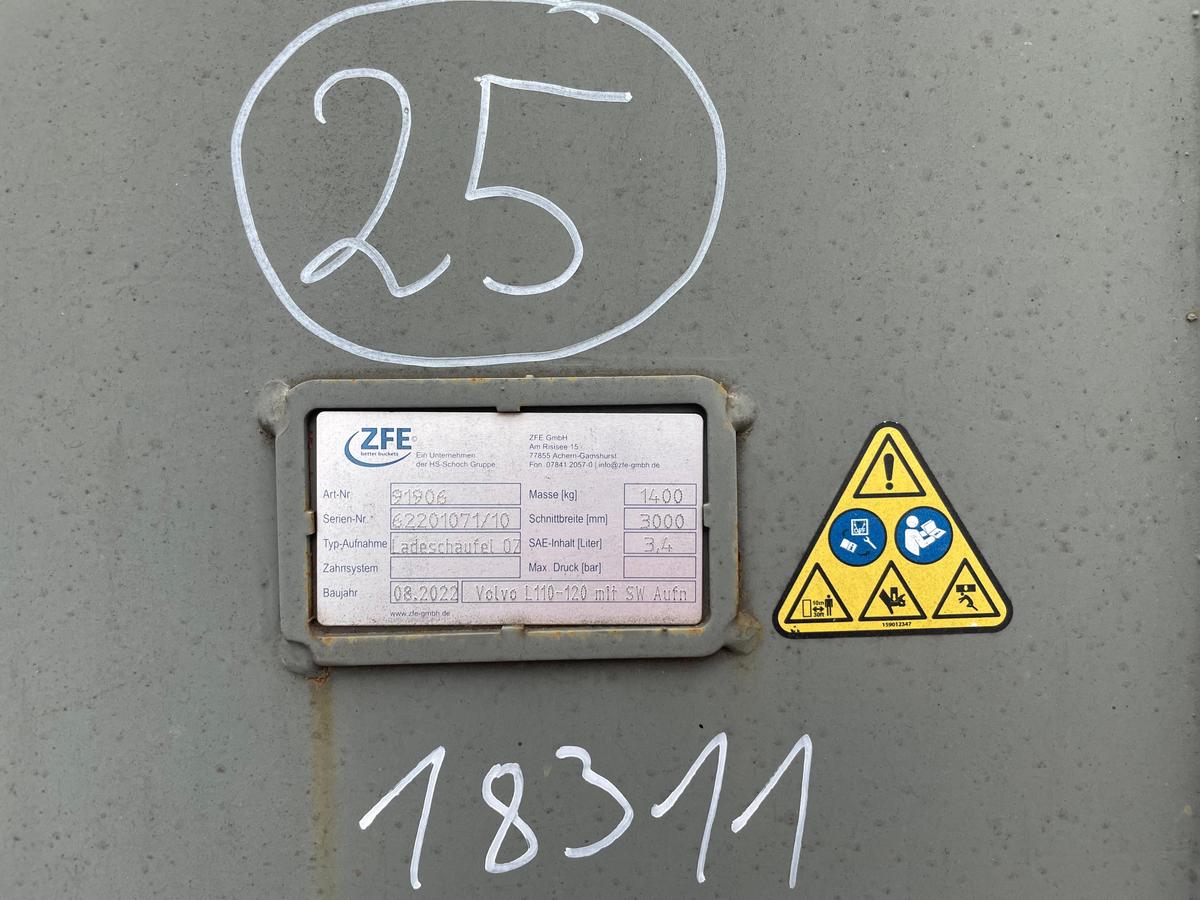 25
ZFE
better buckets
Ein Unternehmen
der HS-Schoch Gruppe
ZFE GmbH
Am Risisee 15
77855 Achern-Gamshurst
Fon 07841 2057-0 | info@zfe-gmbh.de
Art-Nr. 91906 Masse [kg] 1400
Serien-Nr. 62201071/10 Schnittbreite [mm] 3000
Typ-Aufnahme Ladeschaufel OZ SAE-Inhalt [Liter] 3,4
Zahnsystem Max. Druck [bar]
Baujahr 08.2022 Volvo L110-120 mit SW Aufn
www.zfe-gmbh.de
10m
30ft
159012347
18311